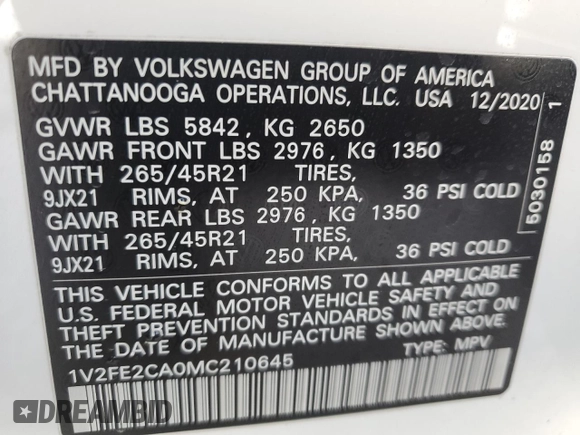 MFD BY VOLKSWAGEN GROUP OF AMERICA
CHATTANOOGA OPERATIONS, LLC. USA 12/2020
GVWR LBS 5842, KG 2650
GAWR FRONT LBS 2976, KG 1350
WITH 265/45R21 TIRES,
9JX21 RIMS, AT 250 KPA, 36 PSI COLD
GAWR REAR LBS 2976, KG 1350
WITH 265/45R21 TIRES,
9JX21 RIMS, AT 250 KPA, 36 PSI COLD
THIS VEHICLE CONFORMS TO ALL APPLICABLE
U.S. FEDERAL MOTOR VEHICLE SAFETY AND
THEFT PREVENTION STANDARDS IN EFFECT ON
THE DATE OF MANUFACTURE SHOWN ABOVE.
1V2FE2CA0MC210645 TYPE: MPV
5030158 1
DREAMBID